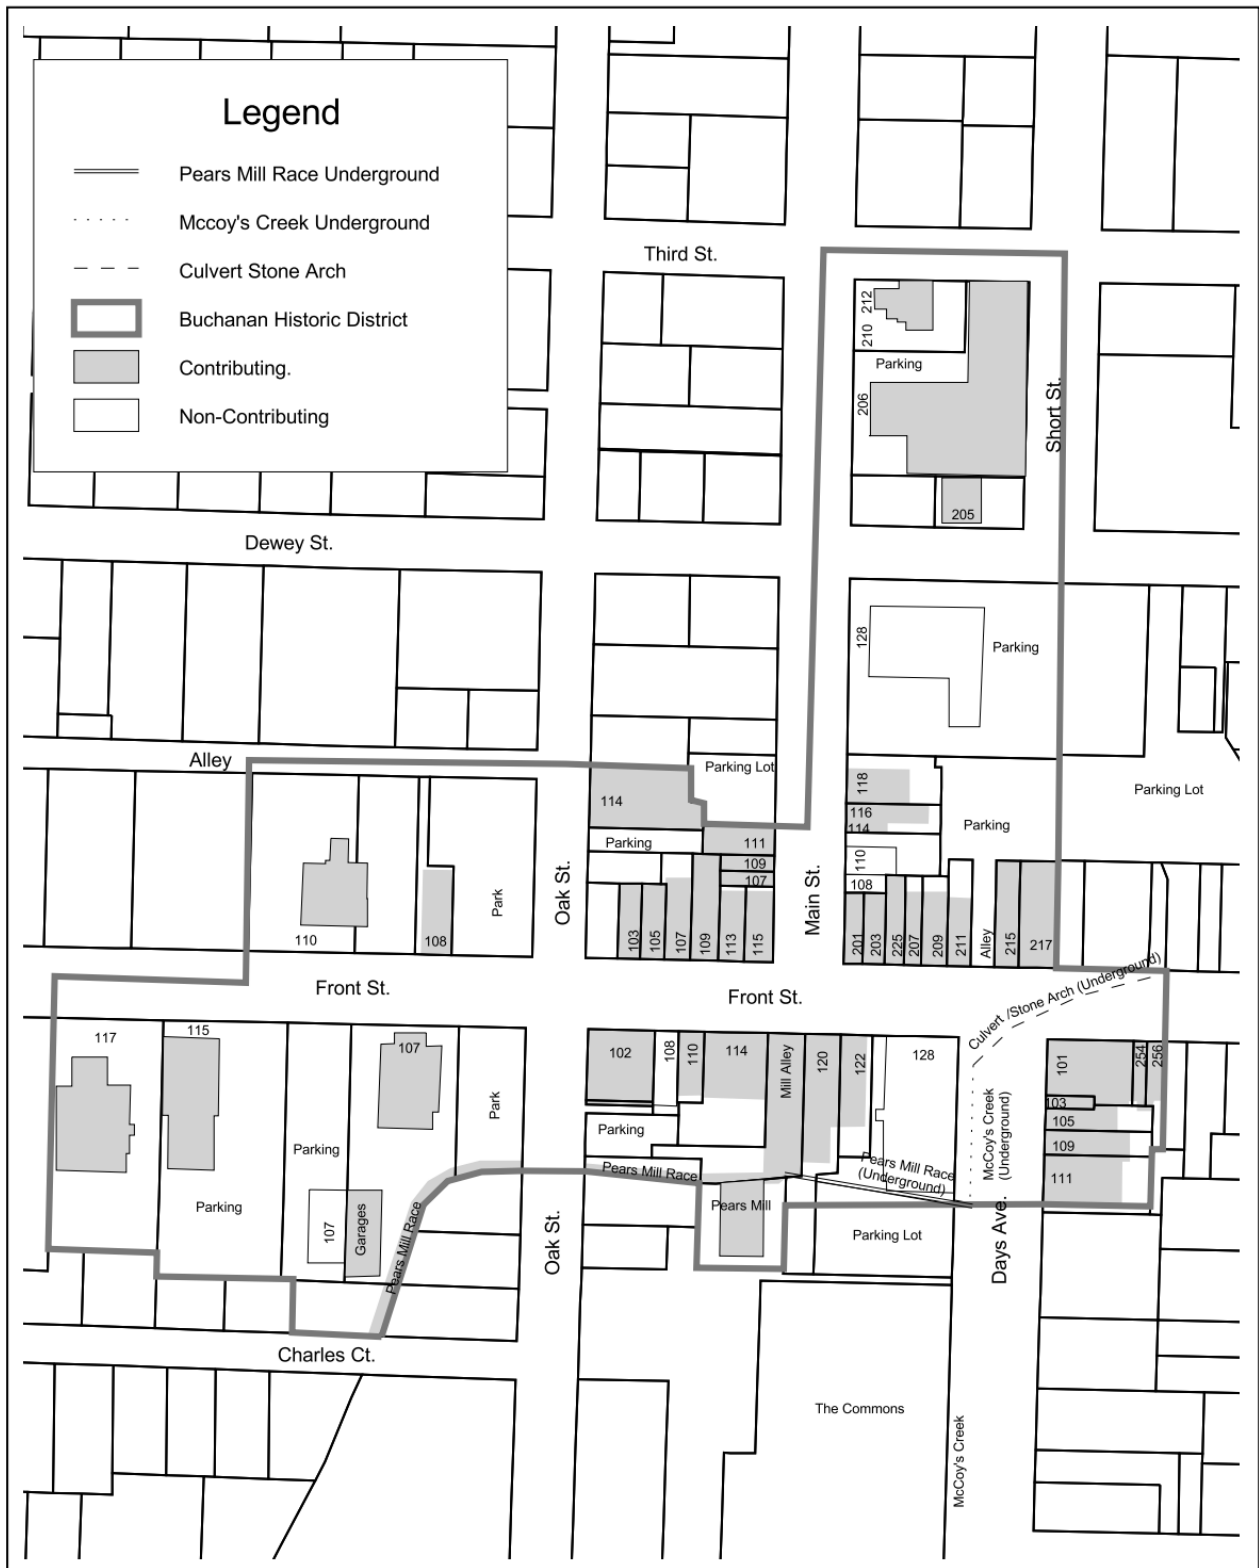 Legend
Pears Mill Race Underground
Mccoy's Creek Underground
Culvert Stone Arch
Buchanan Historic District
Contributing.
Non-Contributing
Third St.
212
210
Parking
206
Short St.
205
Dewey St.
128
Parking
Alley
Parking Lot
Parking Lot
114
118
116
114
Parking
Parking
111
109
107
110
108
Oak St.
Main St.
Park
110
108
103
105
107
109
113
115
201
203
225
207
209
211
Alley
215
217
Front St.
Front St.
Culvert /Stone Arch (Underground)
117
115
107
Park
Parking
Parking
107
Garages
Pears Mill Race
102
108
110
114
Mill Alley
120
122
128
Parking
Pears Mill Race
Pears Mill Race
(Underground)
Pears Mill
Parking Lot
McCoy's Creek
(Underground)
101
254
256
103
105
109
111
Oak St.
Days Ave.
Charles Ct.
The Commons
McCoy's Creek